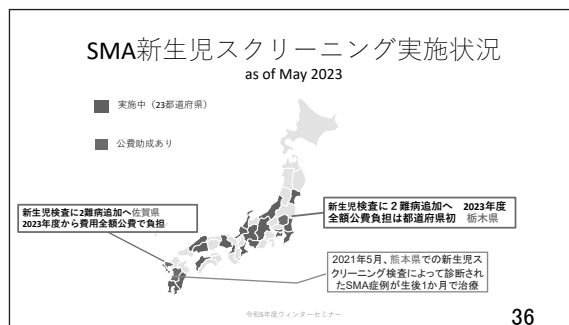 SMA新生児スクリーニング実施状況
as of May 2023
実施中（23都道府県）
公費助成あり
新生児検査に2難病追加へ佐賀県
2023年度から費用全額公費で負担
新生児検査に２難病追加へ 2023年度
全額公費負担は都道府県初 栃木県
2021年5月、熊本県での新生児ス
クリーニング検査によって診断され
たSMA症例が生後1か月で治療
令和5年度ウィンターセミナー
36